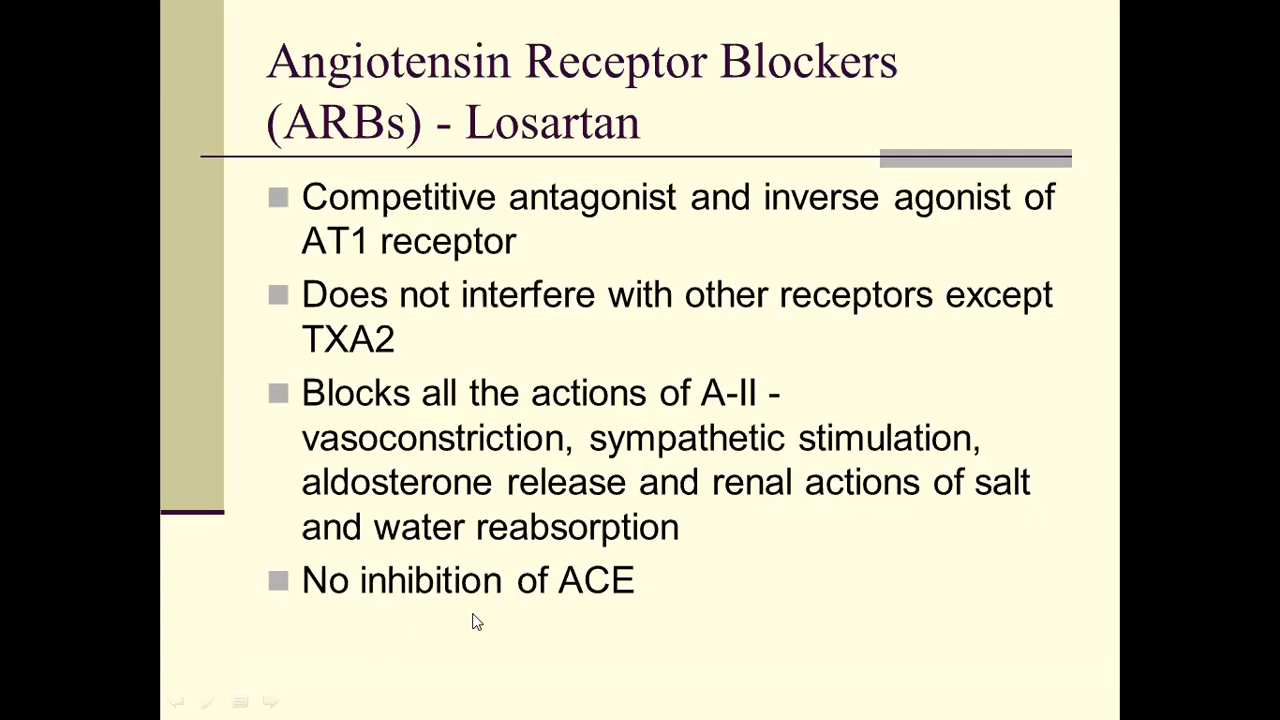 Angiotensin Receptor Blockers
(ARBs) - Losartan
Competitive antagonist and inverse agonist of
AT1 receptor
Does not interfere with other receptors except
TXA2
Blocks all the actions of A-II -
vasoconstriction, sympathetic stimulation,
aldosterone release and renal actions of salt
and water reabsorption
No inhibition of ACE